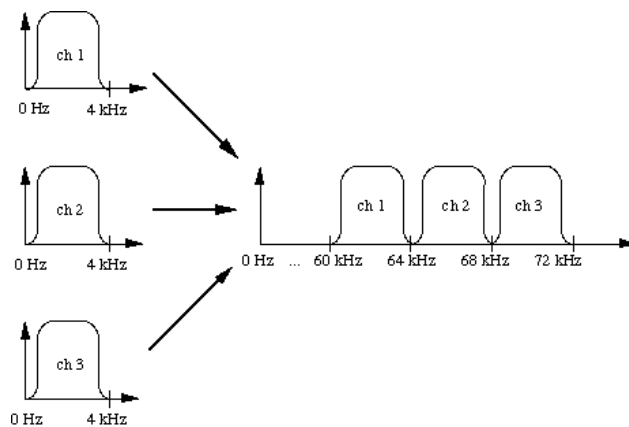 ch 1
0 Hz 4 kHz
ch 2
0 Hz 4 kHz
ch 3
0 Hz 4 kHz
ch 1 ch 2 ch 3
0 Hz ... 60 kHz 64 kHz 68 kHz 72 kHz